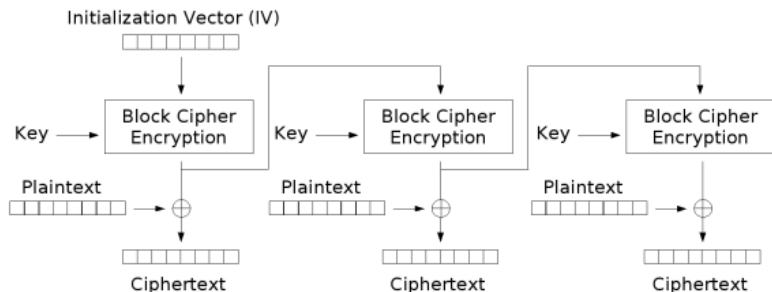 Initialization Vector (IV)
Key
Block Cipher
Encryption
Key
Block Cipher
Encryption
Key
Block Cipher
Encryption
Plaintext
Plaintext
Plaintext
Ciphertext
Ciphertext
Ciphertext